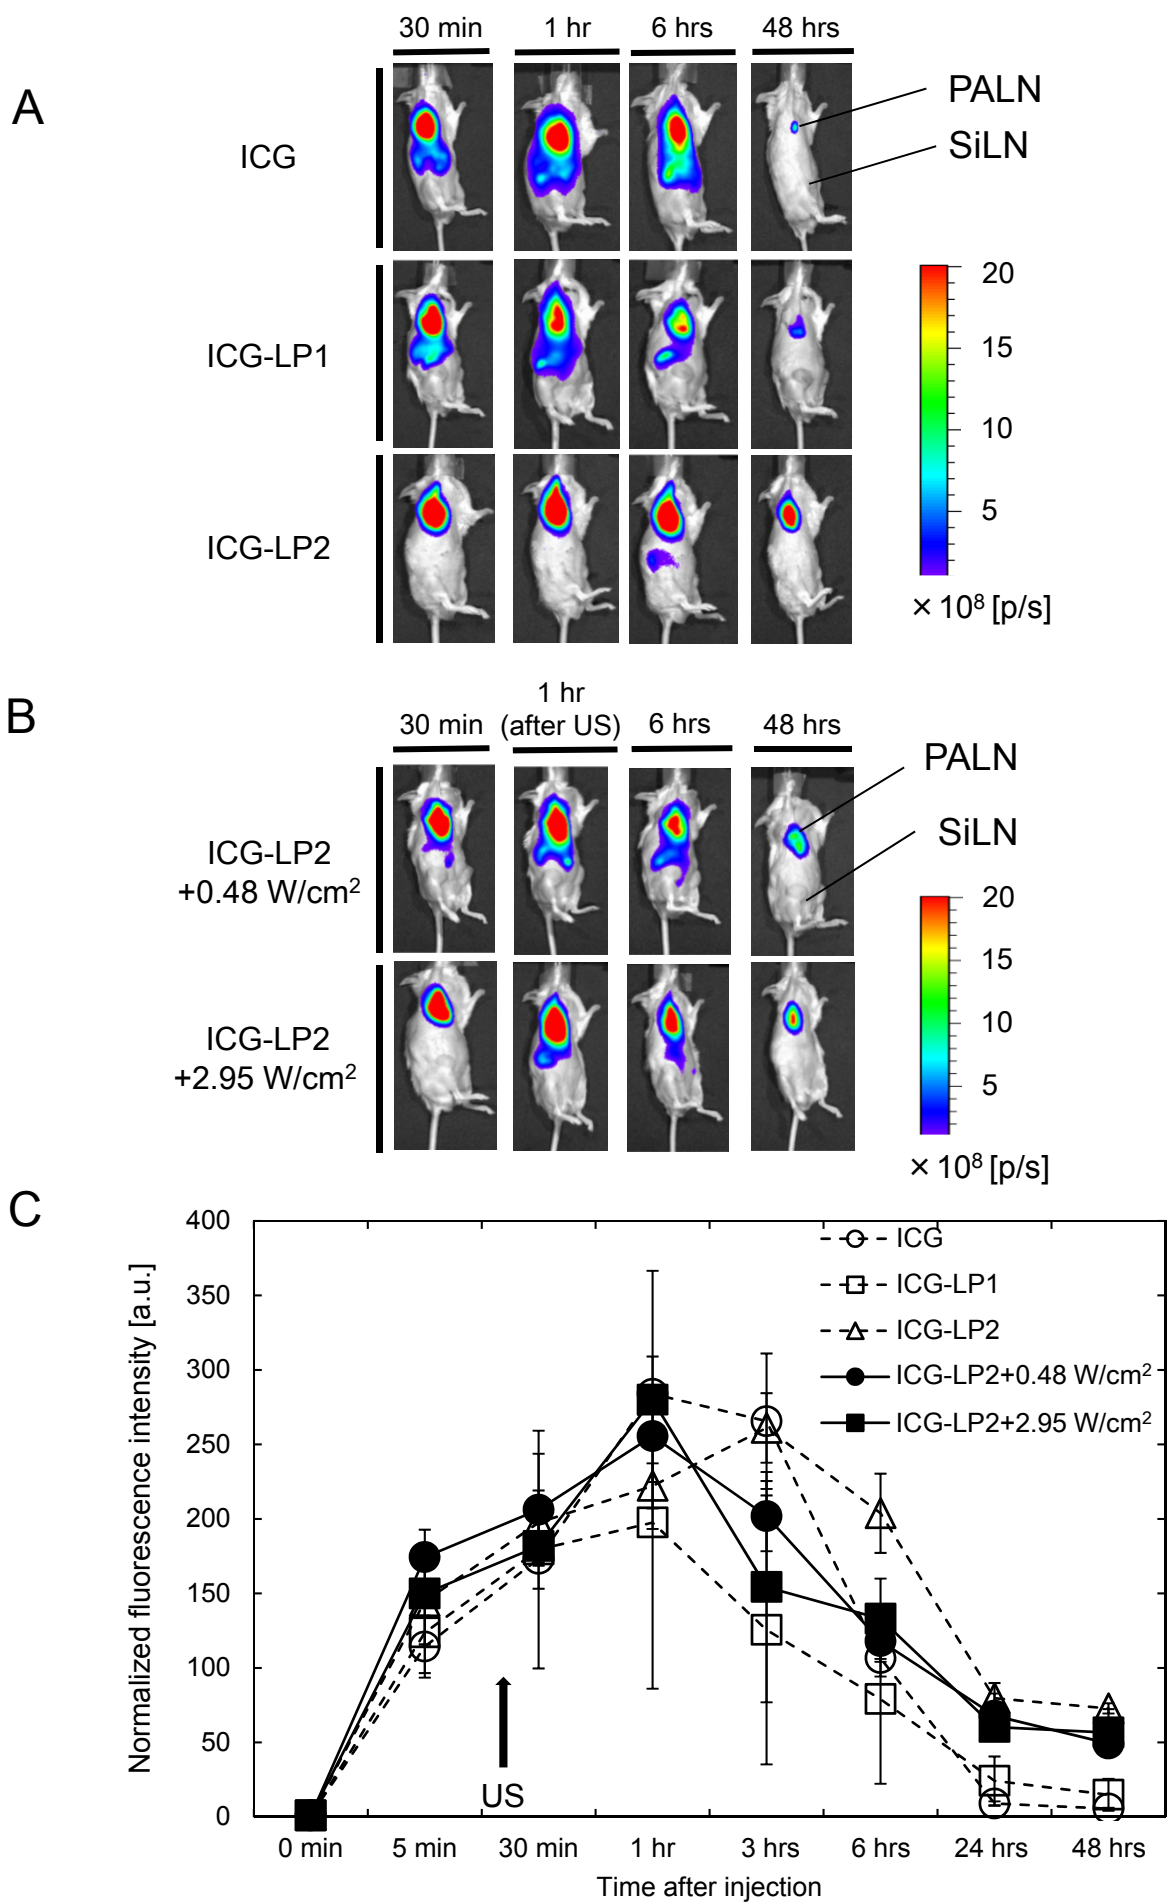 A
30 min 1 hr 6 hrs 48 hrs
PALN
SiLN
ICG
ICG-LP1
ICG-LP2
20
15
10
5
× 10⁸ [p/s]
B
30 min 1 hr (after US) 6 hrs 48 hrs
PALN
SiLN
ICG-LP2
+0.48 W/cm²
ICG-LP2
+2.95 W/cm²
20
15
10
5
× 10⁸ [p/s]
C
Normalized fluorescence intensity [a.u.]
400
350
300
250
200
150
100
50
0
ICG
ICG-LP1
ICG-LP2
ICG-LP2+0.48 W/cm²
ICG-LP2+2.95 W/cm²
US
0 min 5 min 30 min 1 hr 3 hrs 6 hrs 24 hrs 48 hrs
Time after injection